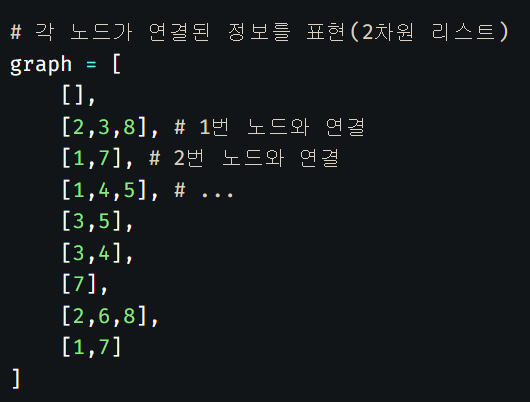 # 각 노드가 연결된 정보를 표현(2차원 리스트)
graph = [
    [],
    [2,3,8], # 1번 노드와 연결
    [1,7], # 2번 노드와 연결
    [1,4,5], # ...
    [3,5],
    [3,4],
    [7],
    [2,6,8],
    [1,7]
]